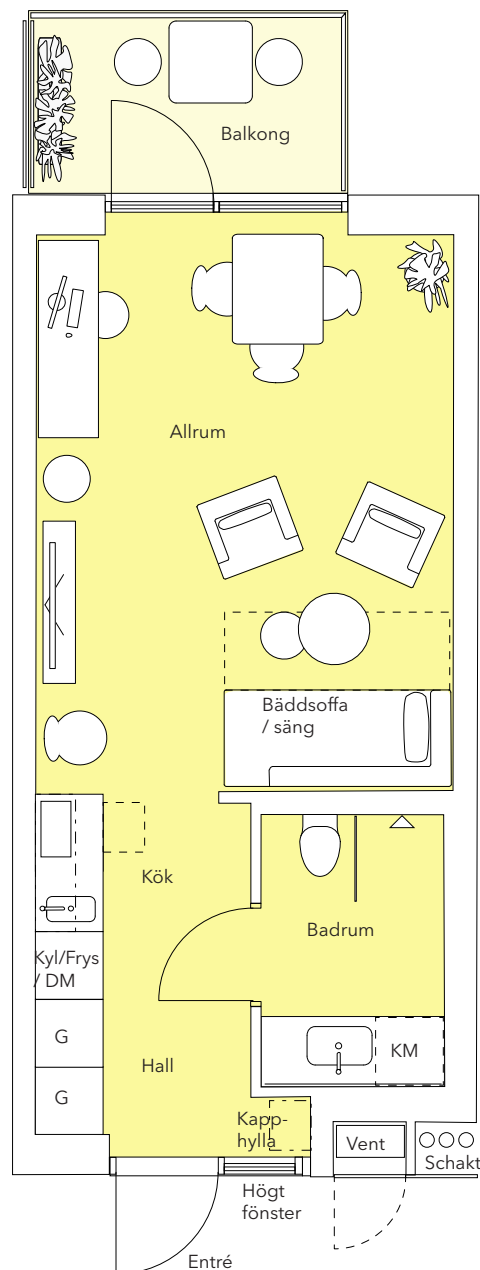 Balkong
Allrum
Bäddsoffa
/ säng
Kök
Badrum
Kyl/Frys
/ DM
G
KM
Hall
G
Kapp-
hylla
Vent
Schakt
Högt
fönster
Entré